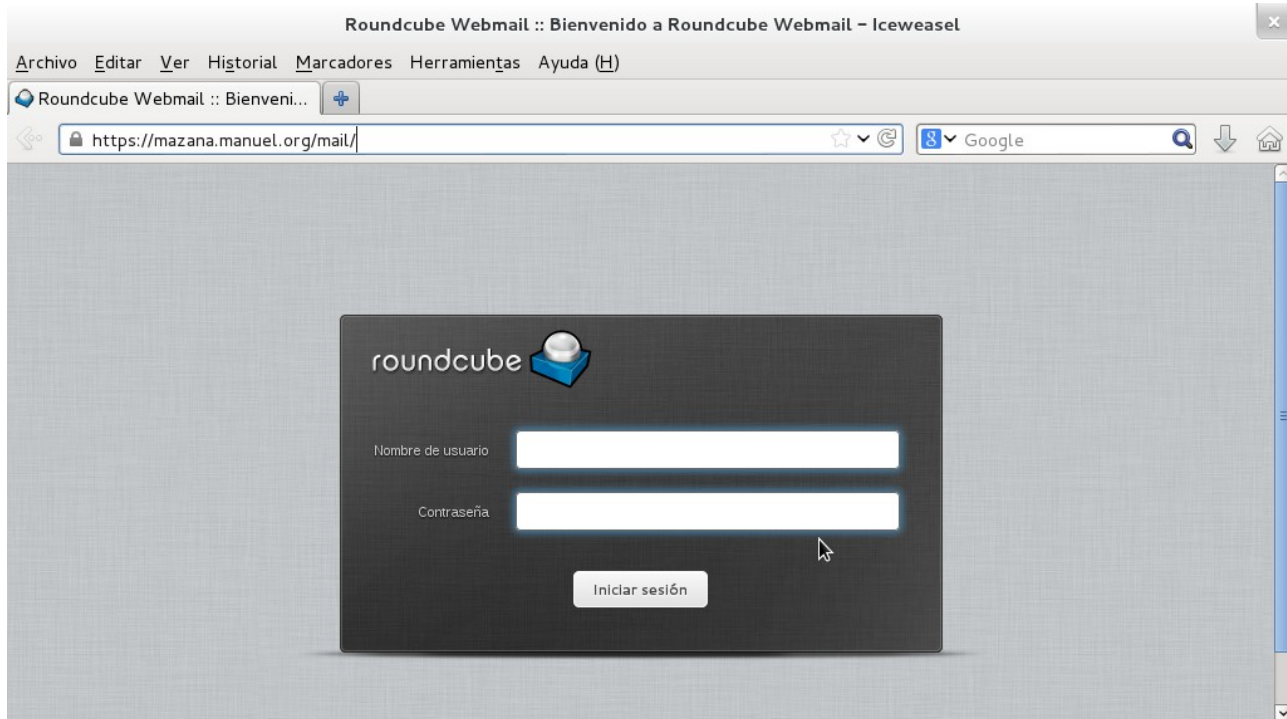 Roundcube Webmail :: Bienvenido a Roundcube Webmail – Iceweasel
Archivo Editar Ver Historial Marcadores Herramientas Ayuda (H)
Roundcube Webmail :: Bienveni...
https://mazana.manuel.org/mail/ 8 Google
roundcube
Nombre de usuario
Contraseña
Iniciar sesión